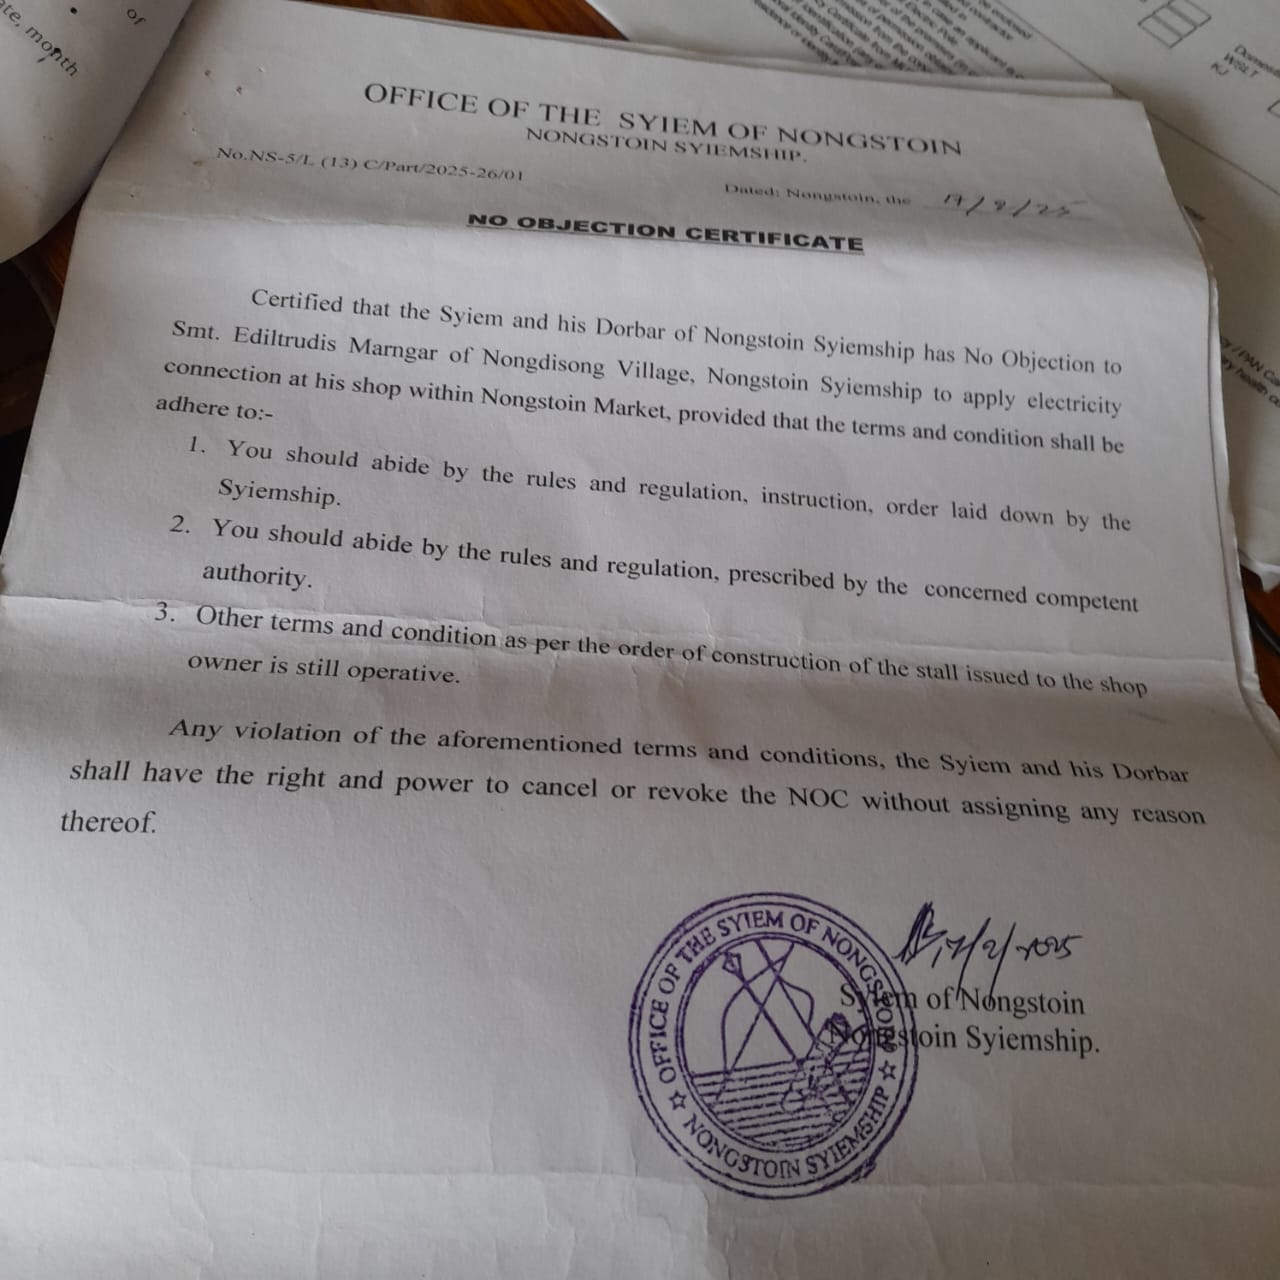 ate, month
of
OFFICE OF THE SYIEM OF NONGSTOIN
NONGSTOIN SYIEMSHIP.
No.NS-5/L (13) C/Part/2025-26/01
Dated: Nongstoin, the
NO OBJECTION CERTIFICATE
Certified that the Syiem and his Dorbar of Nongstoin Syiemship has No Objection to
Smt. Ediltrudis Marngar of Nongdisong Village, Nongstoin Syiemship to apply electricity
connection at his shop within Nongstoin Market, provided that the terms and condition shall be
adhere to:-
1. You should abide by the rules and regulation, instruction, order laid down by the
Syiemship.
2. You should abide by the rules and regulation, prescribed by the concerned competent
authority.
3. Other terms and condition as per the order of construction of the stall issued to the shop
owner is still operative.
Any violation of the aforementioned terms and conditions, the Syiem and his Dorbar
shall have the right and power to cancel or revoke the NOC without assigning any reason
thereof.
Syiem of Nongstoin
Nongstoin Syiemship.
OFFICE OF THE SYIEM OF NONGSTOIN
NONGSTOIN SYIEMSHIP
WSLT
KJ